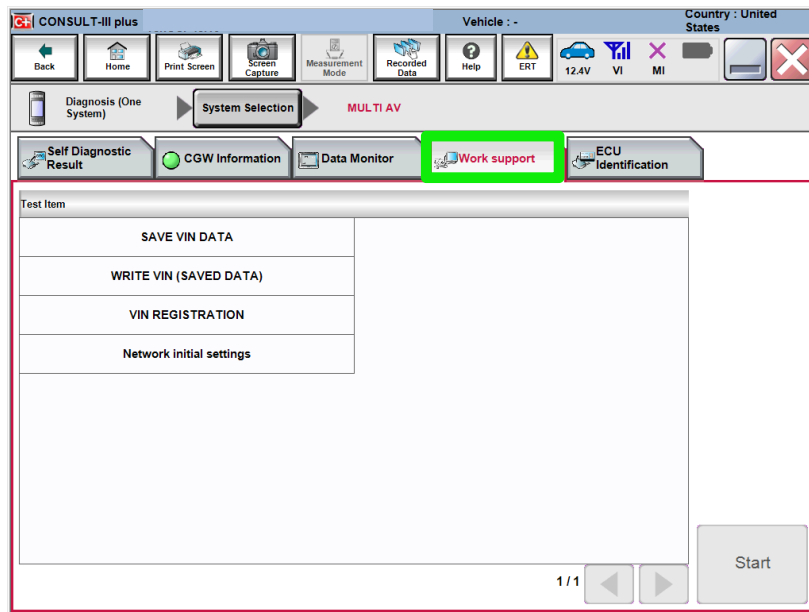 C+ CONSULT-III plus
Vehicle : -
Country : United
States
Back
Home
Print Screen
Screen
Capture
Measurement
Mode
Recorded
Data
Help
ERT
12.4V
VI
MI
Diagnosis (One
System)
System Selection
MULTI AV
Self Diagnostic
Result
CGW Information
Data Monitor
Work support
ECU
Identification
Test Item
SAVE VIN DATA
WRITE VIN (SAVED DATA)
VIN REGISTRATION
Network initial settings
Start
1/1